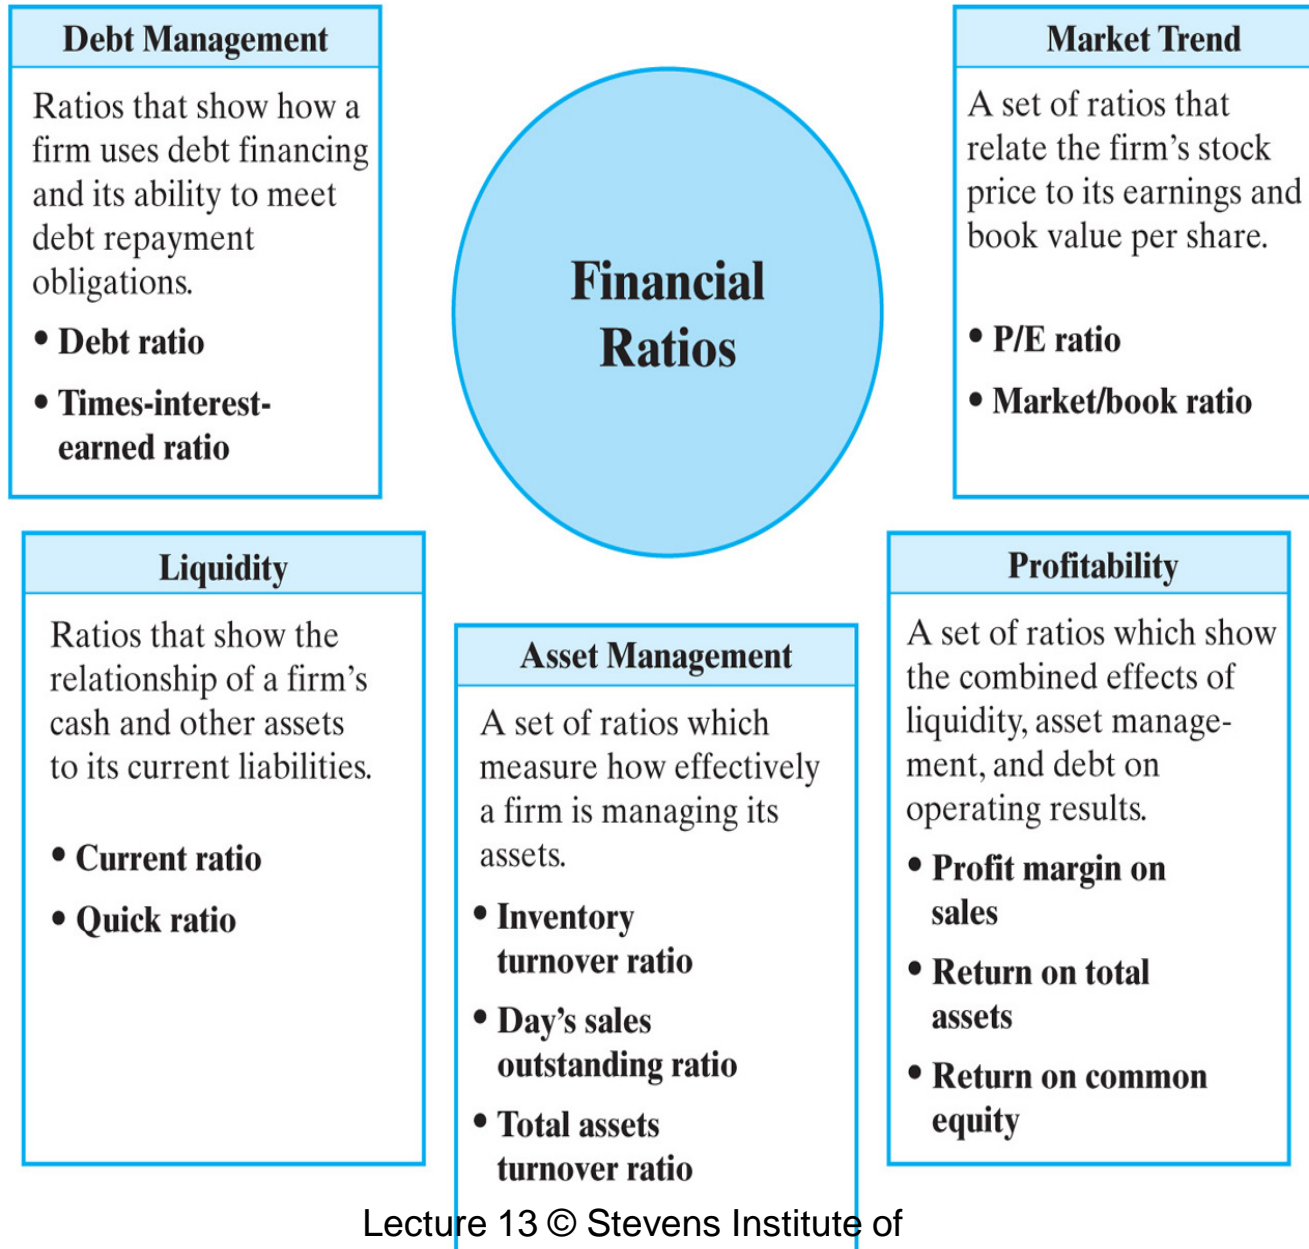 Debt Management
Ratios that show how a
firm uses debt financing
and its ability to meet
debt repayment
obligations.
• Debt ratio
• Times-interest-
earned ratio
Financial
Ratios
Market Trend
A set of ratios that
relate the firm’s stock
price to its earnings and
book value per share.
• P/E ratio
• Market/book ratio
Liquidity
Ratios that show the
relationship of a firm’s
cash and other assets
to its current liabilities.
• Current ratio
• Quick ratio
Asset Management
A set of ratios which
measure how effectively
a firm is managing its
assets.
• Inventory
turnover ratio
• Day’s sales
outstanding ratio
• Total assets
turnover ratio
Profitability
A set of ratios which show
the combined effects of
liquidity, asset manage-
ment, and debt on
operating results.
• Profit margin on
sales
• Return on total
assets
• Return on common
equity
Lecture 13 © Stevens Institute of